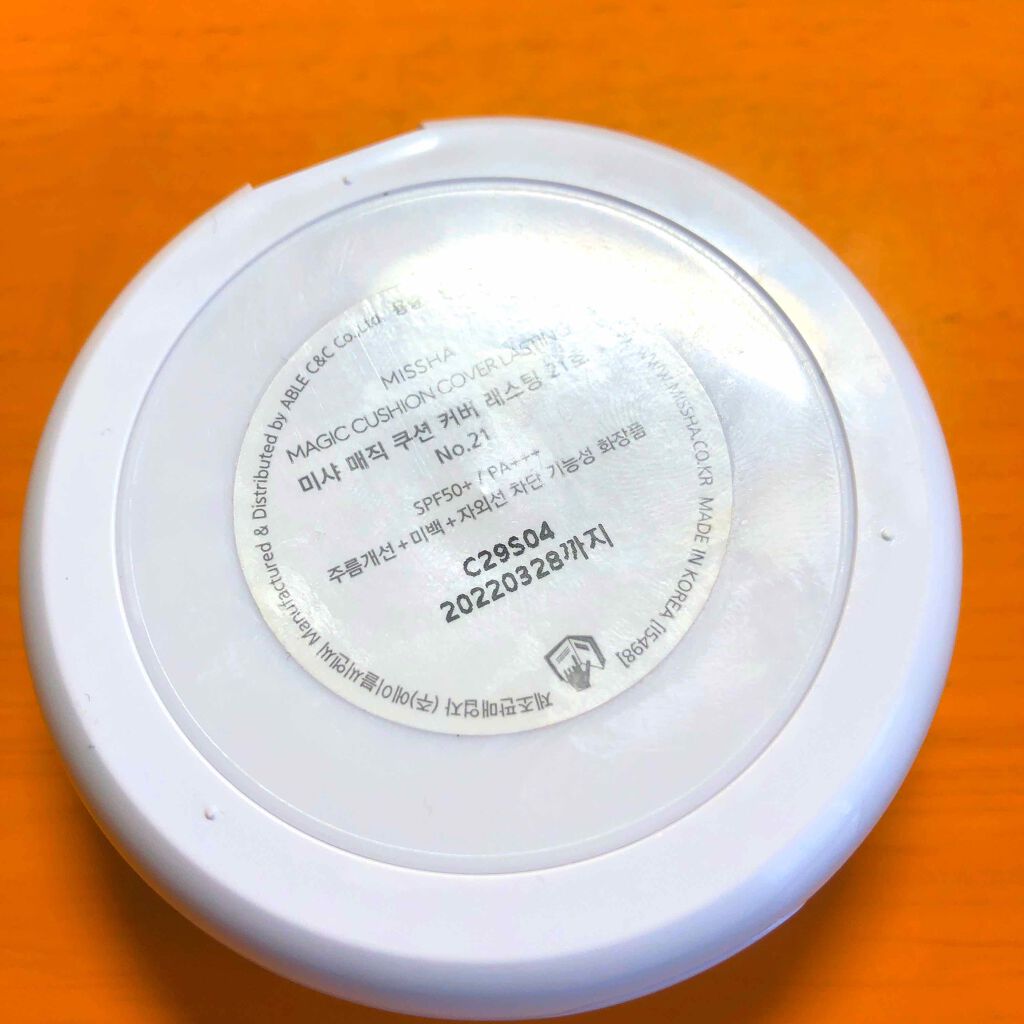 MISSHA
MAGIC CUSHION COVER LASTING
미샤 매직 쿠션 커버 래스팅 21호
No.21
SPF50+ / PA+++
주름개선+미백+자외선 차단 기능성 화장품
C29S04
20220328까지
제조판매업자 (주)에이블씨엔씨 Manufactured & Distributed by ABLE C&C Co.,Ltd 용량
WWW.MISSHA.CO.KR MADE IN KOREA [15498]